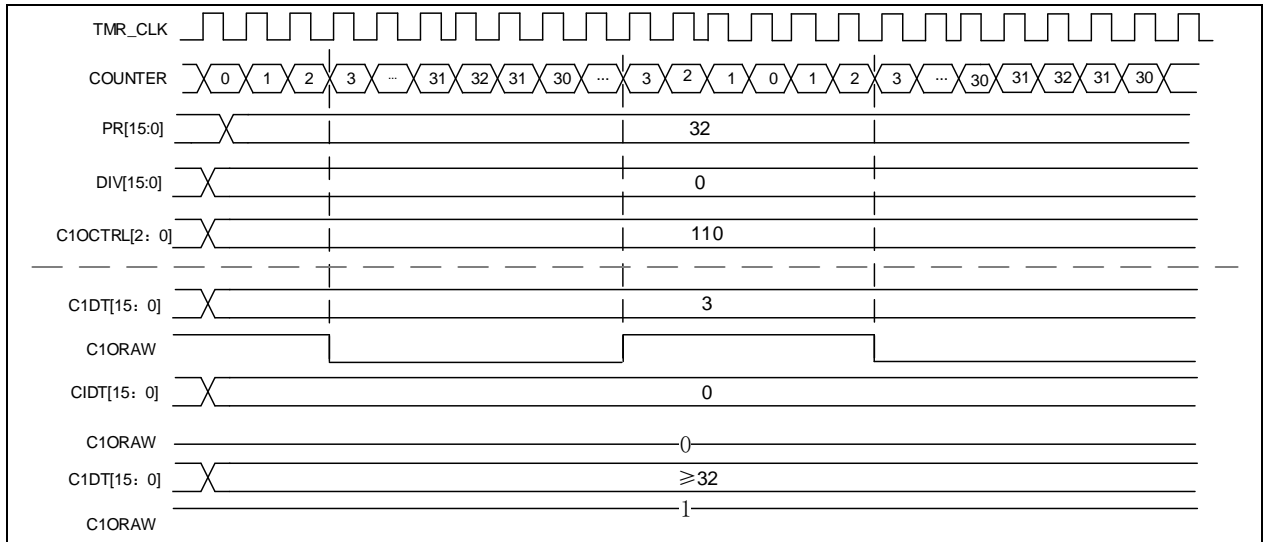 TMR_CLK
COUNTER 0 1 2 3 ... 31 32 31 30 ... 3 2 1 0 1 2 3 ... 30 31 32 31 30
PR[15:0] 32
DIV[15:0] 0
C1OCTRL[2：0] 110
C1DT[15：0] 3
C1ORAW
CIDT[15：0] 0
C1ORAW 0
C1DT[15：0] ≥32
C1ORAW 1